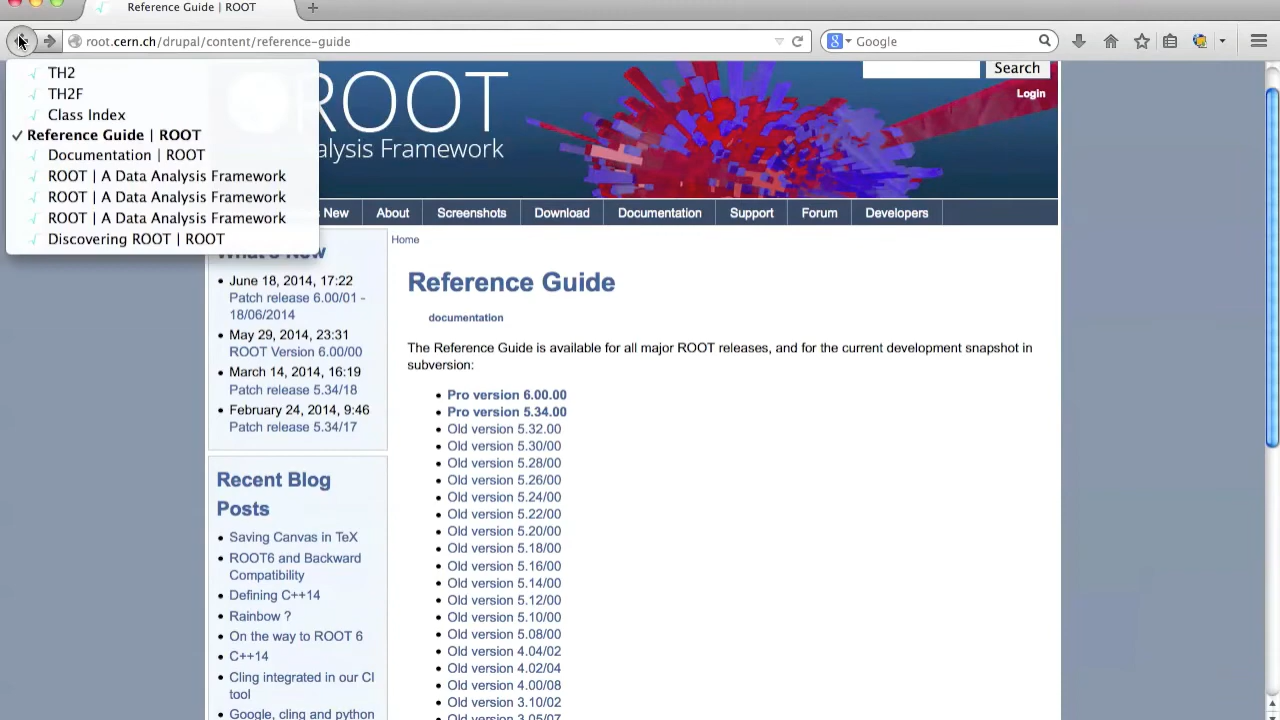 Reference Guide | ROOT
root.cern.ch/drupal/content/reference-guide
Google
TH2
TH2F
Class Index
Reference Guide | ROOT
Documentation | ROOT
ROOT | A Data Analysis Framework
ROOT | A Data Analysis Framework
ROOT | A Data Analysis Framework
Discovering ROOT | ROOT
ROOT
alysis Framework
Search
Login
s New
About
Screenshots
Download
Documentation
Support
Forum
Developers
What's New
June 18, 2014, 17:22
Patch release 6.00/01 -
18/06/2014
May 29, 2014, 23:31
ROOT Version 6.00/00
March 14, 2014, 16:19
Patch release 5.34/18
February 24, 2014, 9:46
Patch release 5.34/17
Recent Blog
Posts
Saving Canvas in TeX
ROOT6 and Backward
Compatibility
Defining C++14
Rainbow ?
On the way to ROOT 6
C++14
Cling integrated in our CI
tool
Google, cling and python
Home
Reference Guide
documentation
The Reference Guide is available for all major ROOT releases, and for the current development snapshot in
subversion:
Pro version 6.00.00
Pro version 5.34.00
Old version 5.32.00
Old version 5.30/00
Old version 5.28/00
Old version 5.26/00
Old version 5.24/00
Old version 5.22/00
Old version 5.20/00
Old version 5.18/00
Old version 5.16/00
Old version 5.14/00
Old version 5.12/00
Old version 5.10/00
Old version 5.08/00
Old version 4.04/02
Old version 4.02/04
Old version 4.00/08
Old version 3.10/02
Old version 3.05/07